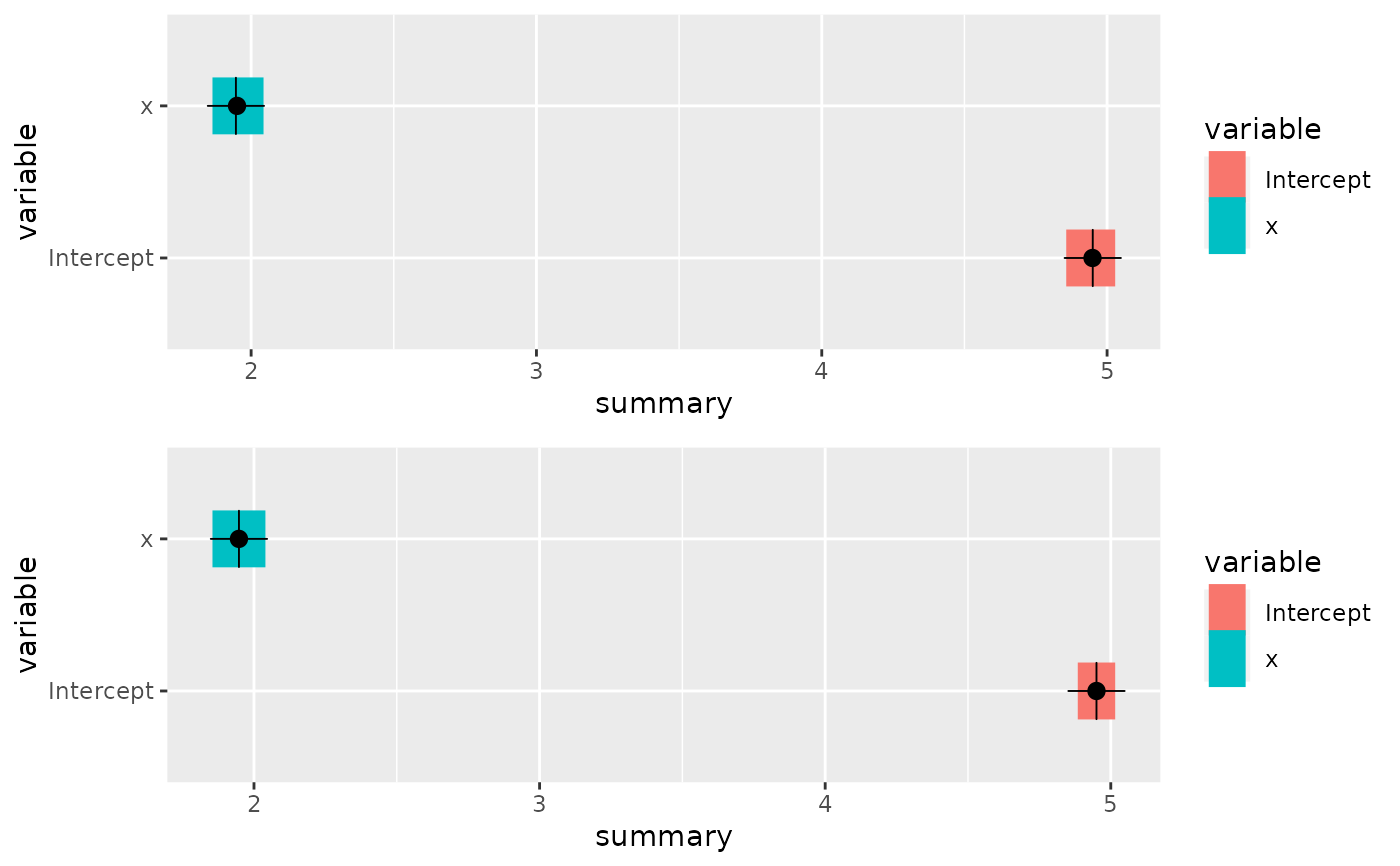 variable
x
Intercept
2 3 4 5
summary
variable
Intercept
x
variable
x
Intercept
2 3 4 5
summary
variable
Intercept
x